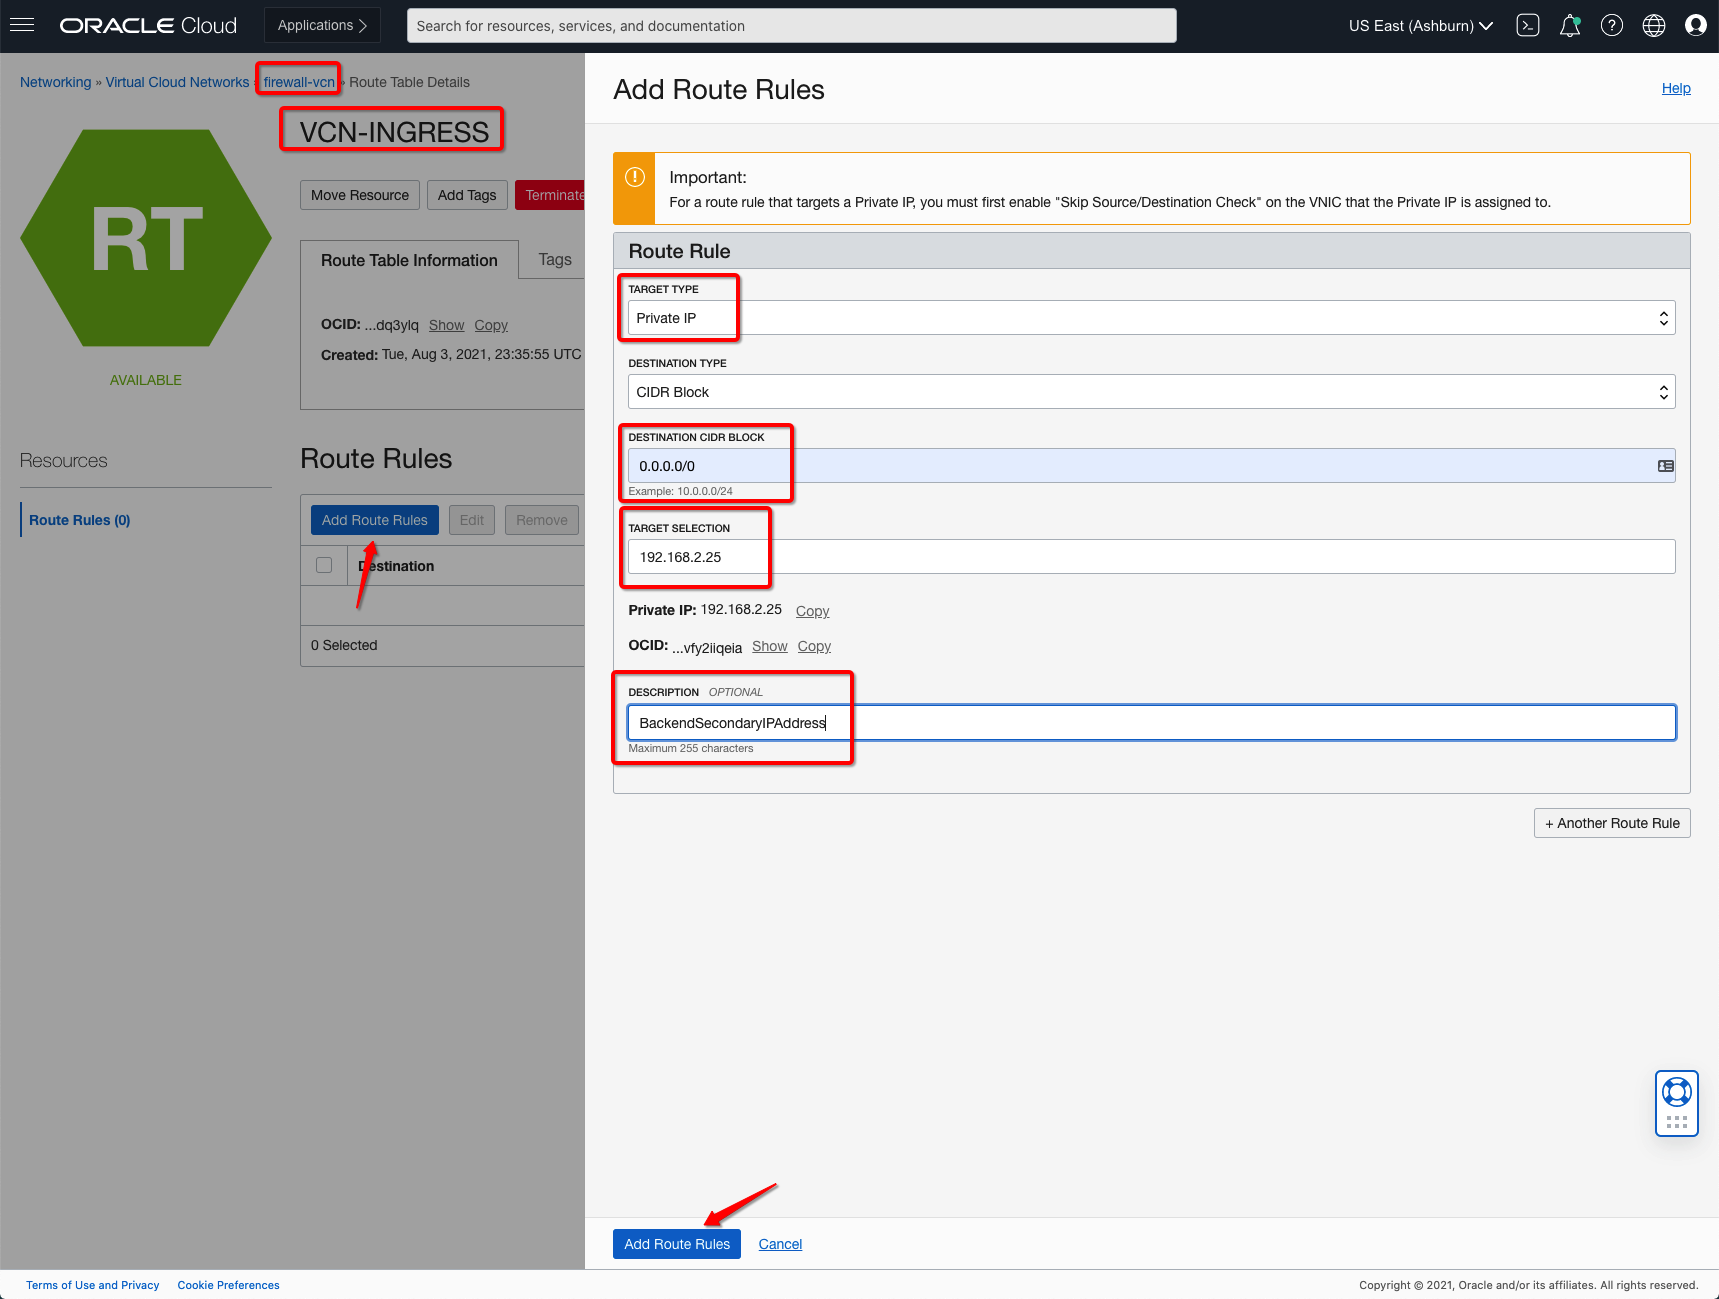 ORACLE Cloud
Applications
Search for resources, services, and documentation
US East (Ashburn)
Networking » Virtual Cloud Networks » firewall-vcn » Route Table Details
VCN-INGRESS
RT
AVAILABLE
Move Resource
Add Tags
Terminate
Route Table Information
Tags
OCID: ...dq3ylq Show Copy
Created: Tue, Aug 3, 2021, 23:35:55 UTC
Resources
Route Rules (0)
Route Rules
Add Route Rules
Edit
Remove
Destination
0 Selected
Add Route Rules
Help
Important:
For a route rule that targets a Private IP, you must first enable "Skip Source/Destination Check" on the VNIC that the Private IP is assigned to.
Route Rule
TARGET TYPE
Private IP
DESTINATION TYPE
CIDR Block
DESTINATION CIDR BLOCK
0.0.0.0/0
Example: 10.0.0.0/24
TARGET SELECTION
192.168.2.25
Private IP: 192.168.2.25 Copy
OCID: ...vfy2iiqeia Show Copy
DESCRIPTION OPTIONAL
BackendSecondaryIPAddress
Maximum 255 characters
+ Another Route Rule
Add Route Rules
Cancel
Terms of Use and Privacy
Cookie Preferences
Copyright © 2021, Oracle and/or its affiliates. All rights reserved.